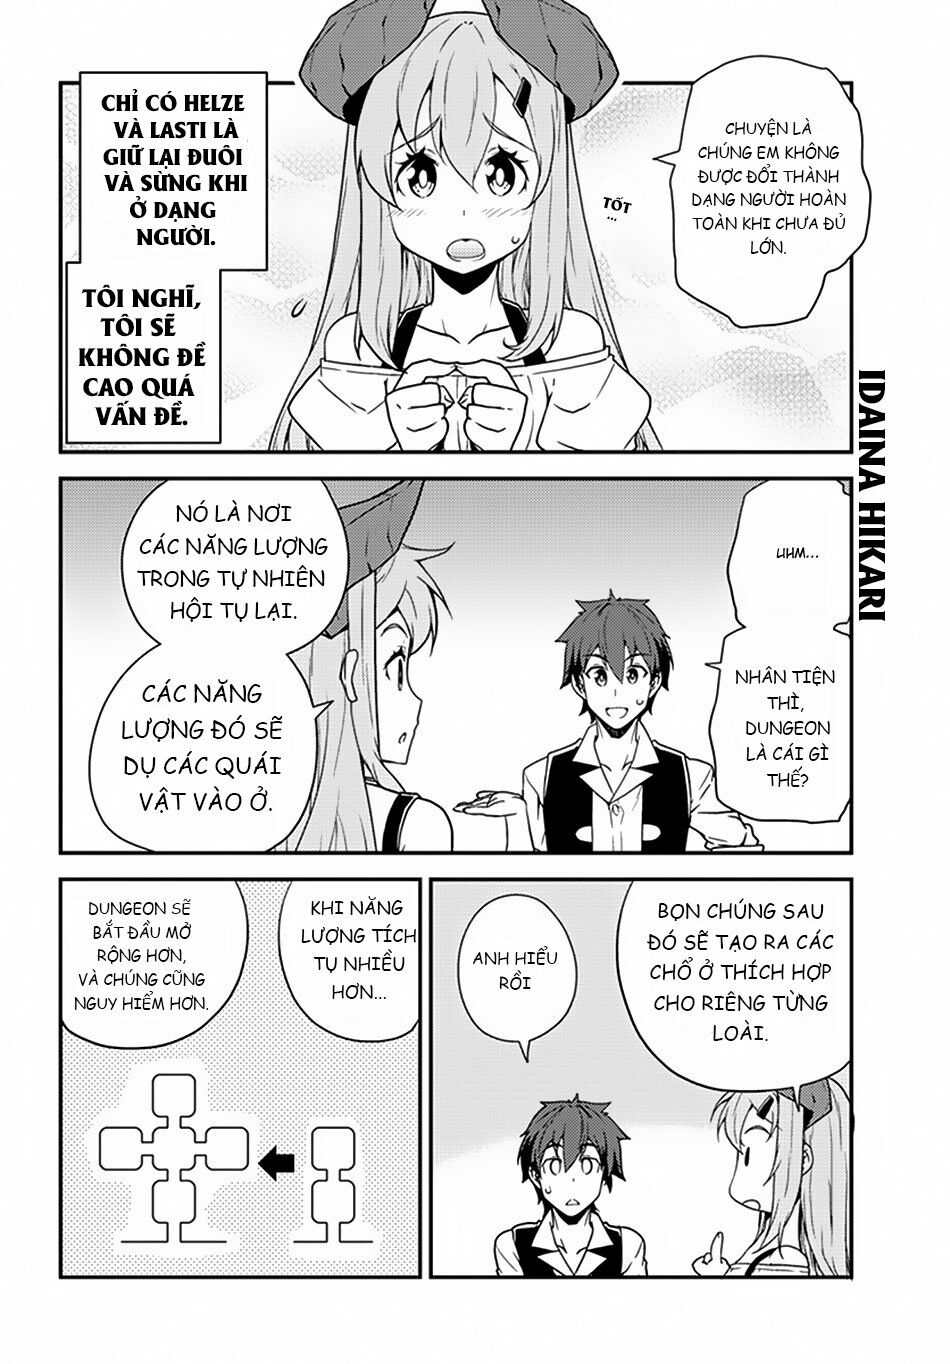 CHUYỆN LÀ
CHÚNG EM KHÔNG
ĐƯỢC ĐỔI THÀNH
DẠNG NGƯỜI HOÀN
TOÀN KHI CHƯA ĐỦ
LỚN.
TỐT
...
CHỈ CÓ HELZE
VÀ LASTI LÀ
GIỮ LẠI ĐUÔI
VÀ SỪNG KHI
Ở DẠNG
NGƯỜI.
TÔI NGHĨ,
TÔI SẼ
KHÔNG ĐỀ
CAO QUÁ
VẤN ĐỀ.
IDAINA HIKARI
UHM...
NHÂN TIỆN
THÌ,
DUNGEON
LÀ CÁI GÌ
THẾ?
NÓ LÀ NƠI
CÁC NĂNG LƯỢNG
TRONG TỰ NHIÊN
HỘI TỤ LẠI.
CÁC NĂNG
LƯỢNG ĐÓ SẼ
DỤ CÁC QUÁI
VẬT VÀO Ở.
BỌN CHÚNG SAU
ĐÓ SẼ TẠO RA CÁC
CHỔ Ở THÍCH HỢP
CHO RIÊNG TỪNG
LOÀI.
ANH HIỂU
RỒI
KHI NĂNG
LƯỢNG TÍCH
TỤ NHIỀU
HƠN...
DUNGEON SẼ
BẮT ĐẦU MỞ
RỘNG HƠN,
VÀ CHÚNG CŨNG
NGUY HIỂM HƠN.